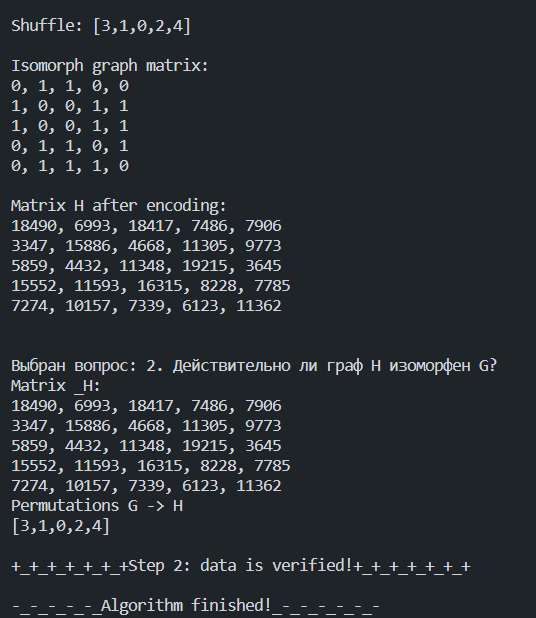 Shuffle: [3,1,0,2,4]
Isomorph graph matrix:
0, 1, 1, 0, 0
1, 0, 0, 1, 1
1, 0, 0, 1, 1
0, 1, 1, 0, 1
0, 1, 1, 1, 0
Matrix H after encoding:
18490, 6993, 18417, 7486, 7906
3347, 15886, 4668, 11305, 9773
5859, 4432, 11348, 19215, 3645
15552, 11593, 16315, 8228, 7785
7274, 10157, 7339, 6123, 11362
Выбран вопрос: 2. Действительно ли граф H изоморфен G?
Matrix _H:
18490, 6993, 18417, 7486, 7906
3347, 15886, 4668, 11305, 9773
5859, 4432, 11348, 19215, 3645
15552, 11593, 16315, 8228, 7785
7274, 10157, 7339, 6123, 11362
Permutations G -> H
[3,1,0,2,4]
+_+_+_+_+_+_+Step 2: data is verified!+_+_+_+_+_+_+
-_-_-_-_-_Algorithm finished!_-_-_-_-_-_-